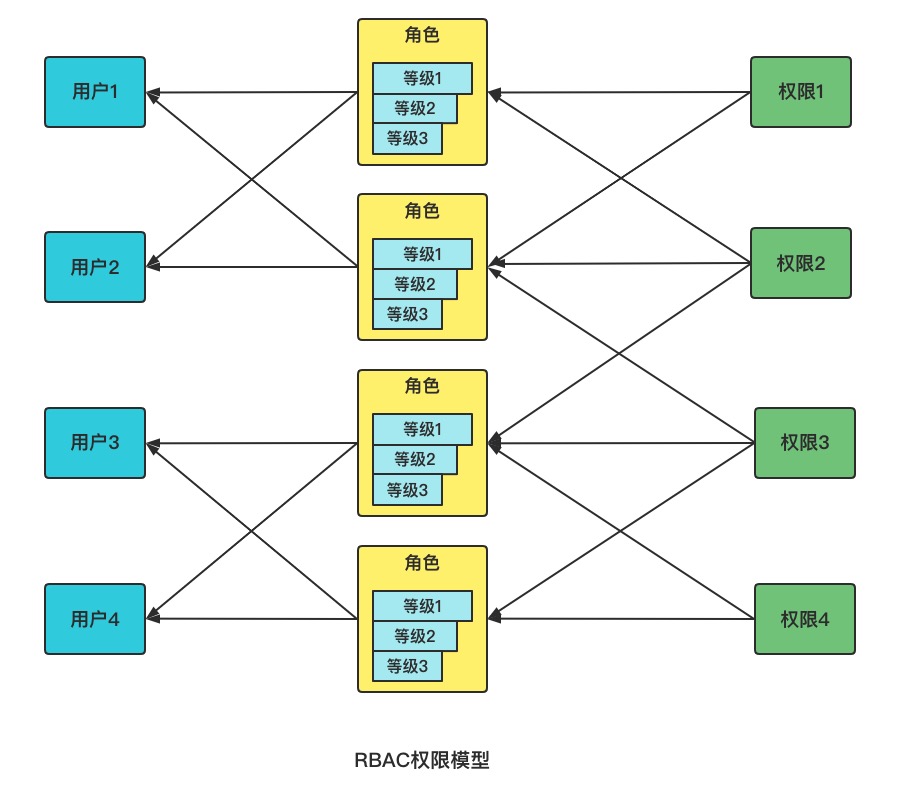 用户1
用户2
用户3
用户4
角色
等级1
等级2
等级3
角色
等级1
等级2
等级3
角色
等级1
等级2
等级3
角色
等级1
等级2
等级3
权限1
权限2
权限3
权限4
RBAC权限模型